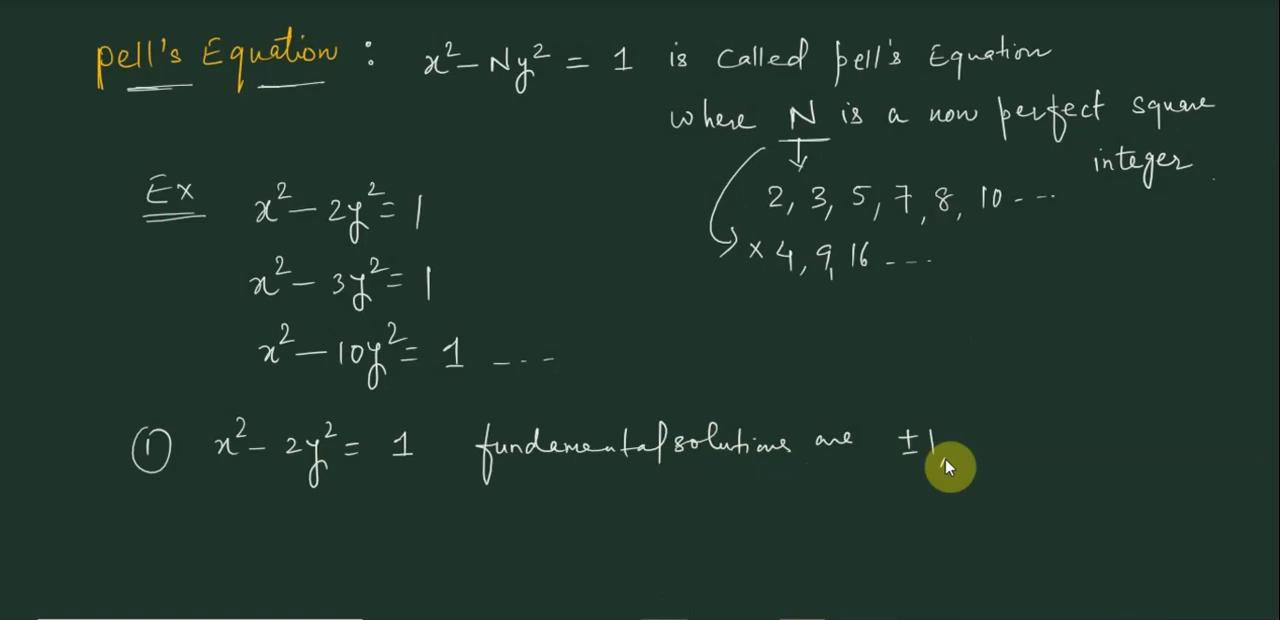 pell's Equation : x² - Ny² = 1 is called pell's Equation
where N is a non perfect square
integer
2, 3, 5, 7, 8, 10 ---
× 4, 9, 16 ---
Ex x² - 2y² = 1
x² - 3y² = 1
x² - 10y² = 1 ---
① x² - 2y² = 1 fundamental solutions are ±1,